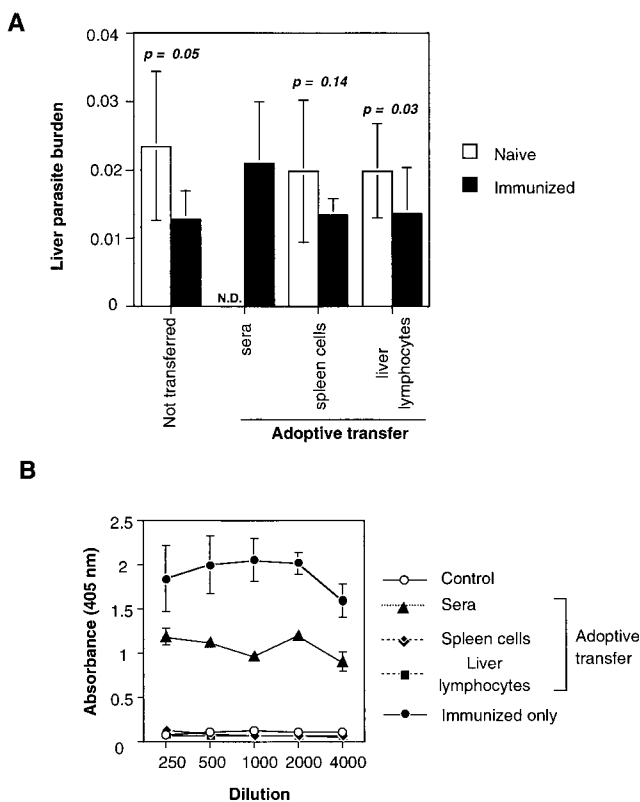 A
0.04
0.03
0.02
0.01
0
Liver parasite burden
p = 0.05
p = 0.14
p = 0.03
N.D.
Naive
Immunized
Not transferred
sera
spleen cells
liver
lymphocytes
Adoptive transfer
B
2.5
2
1.5
1
0.5
0
Absorbance (405 nm)
250 500 1000 2000 4000
Dilution
Control
Sera
Spleen cells
Liver
lymphocytes
Immunized only
Adoptive
transfer